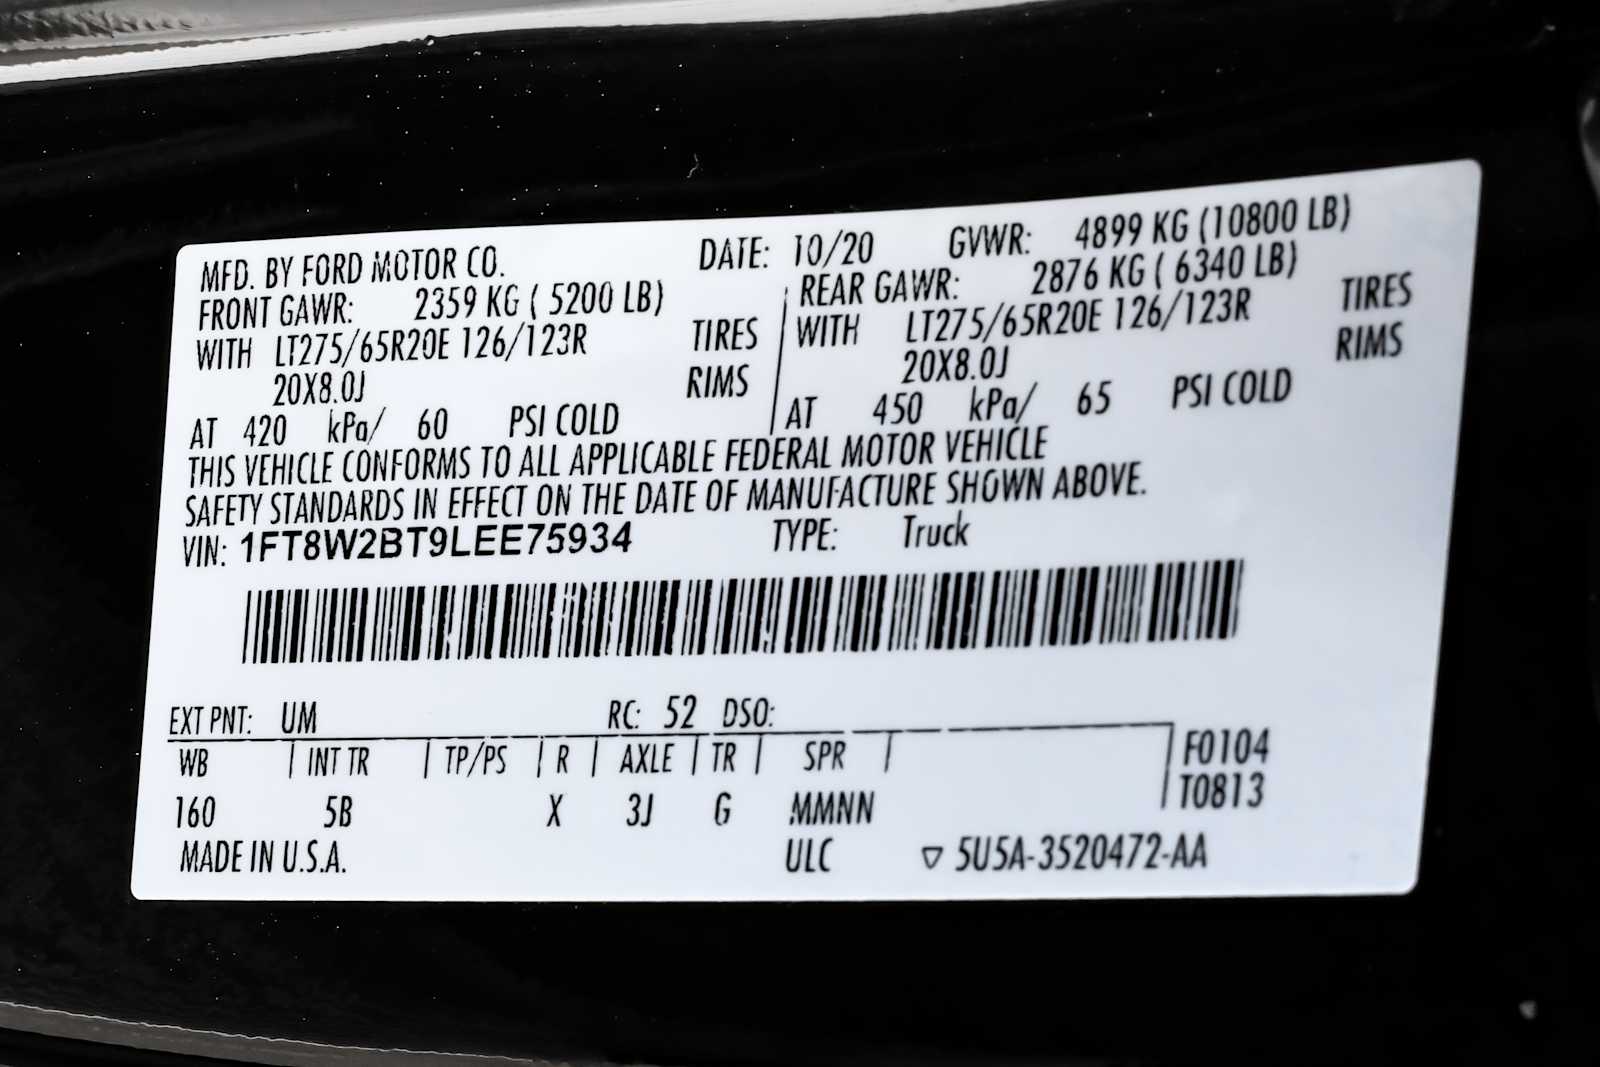 MFD. BY FORD MOTOR CO. DATE: 10/20 GVWR: 4899 KG (10800 LB)
FRONT GAWR: 2359 KG ( 5200 LB) REAR GAWR: 2876 KG ( 6340 LB)
WITH LT275/65R20E 126/123R TIRES WITH LT275/65R20E 126/123R TIRES
20X8.0J RIMS 20X8.0J RIMS
AT 420 kPa/ 60 PSI COLD AT 450 kPa/ 65 PSI COLD
THIS VEHICLE CONFORMS TO ALL APPLICABLE FEDERAL MOTOR VEHICLE
SAFETY STANDARDS IN EFFECT ON THE DATE OF MANUFACTURE SHOWN ABOVE.
VIN: 1FT8W2BT9LEE75934 TYPE: Truck
EXT PNT: UM RC: 52 DSO:
WB INT TR TP/PS R AXLE TR SPR F0104
160 5B X 3J G MMNN T0813
MADE IN U.S.A. ULC ▽ 5U5A-3520472-AA